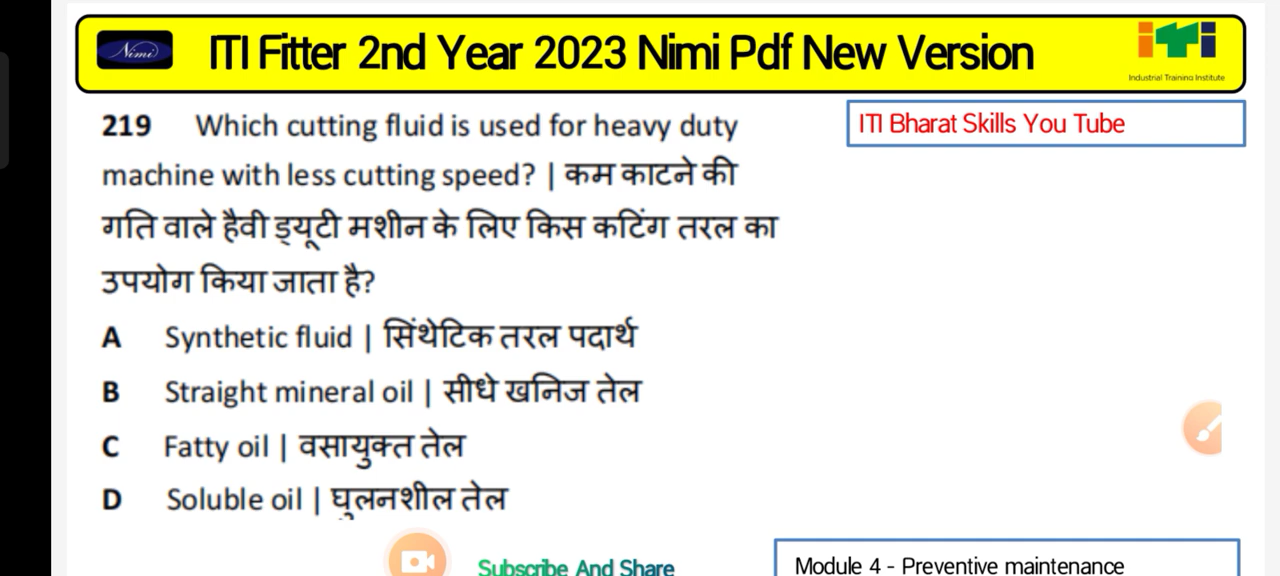 Nimi
ITI Fitter 2nd Year 2023 Nimi Pdf New Version
iTi
Industrial Training Institute
219 Which cutting fluid is used for heavy duty
ITI Bharat Skills You Tube
machine with less cutting speed? | कम काटने की
गति वाले हैवी ड्यूटी मशीन के लिए किस कटिंग तरल का
उपयोग किया जाता है?
A Synthetic fluid | सिंथेटिक तरल पदार्थ
B Straight mineral oil | सीधे खनिज तेल
C Fatty oil | वसायुक्त तेल
D Soluble oil | घुलनशील तेल
Subscribe And Share
Module 4 - Preventive maintenance